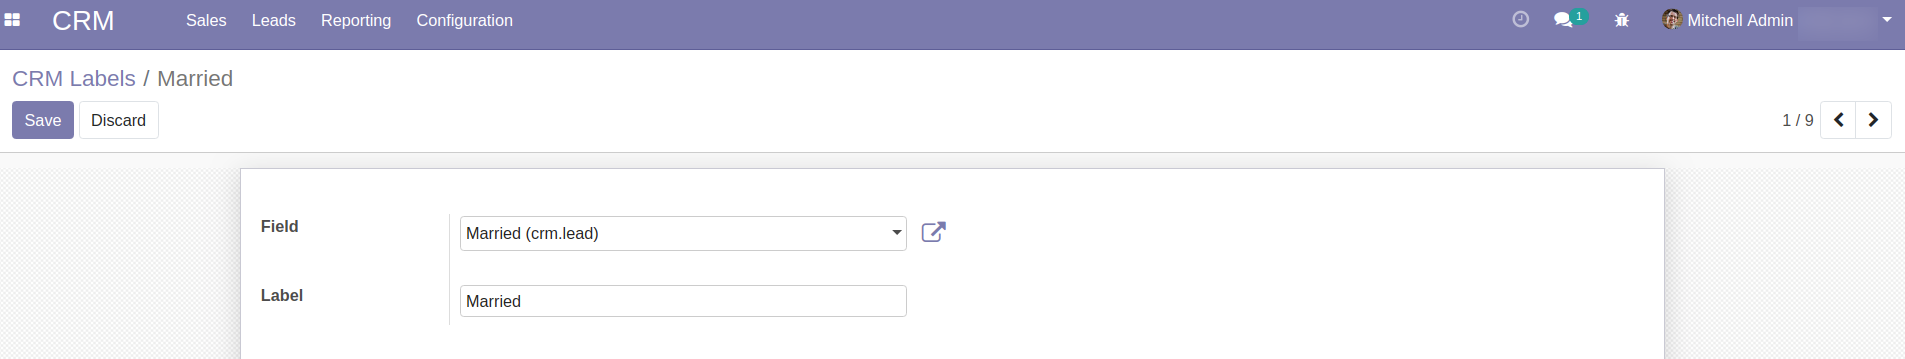 CRM Sales Leads Reporting Configuration 1 Mitchell Admin
CRM Labels / Married
Save Discard 1 / 9
Field Married (crm.lead)
Label Married